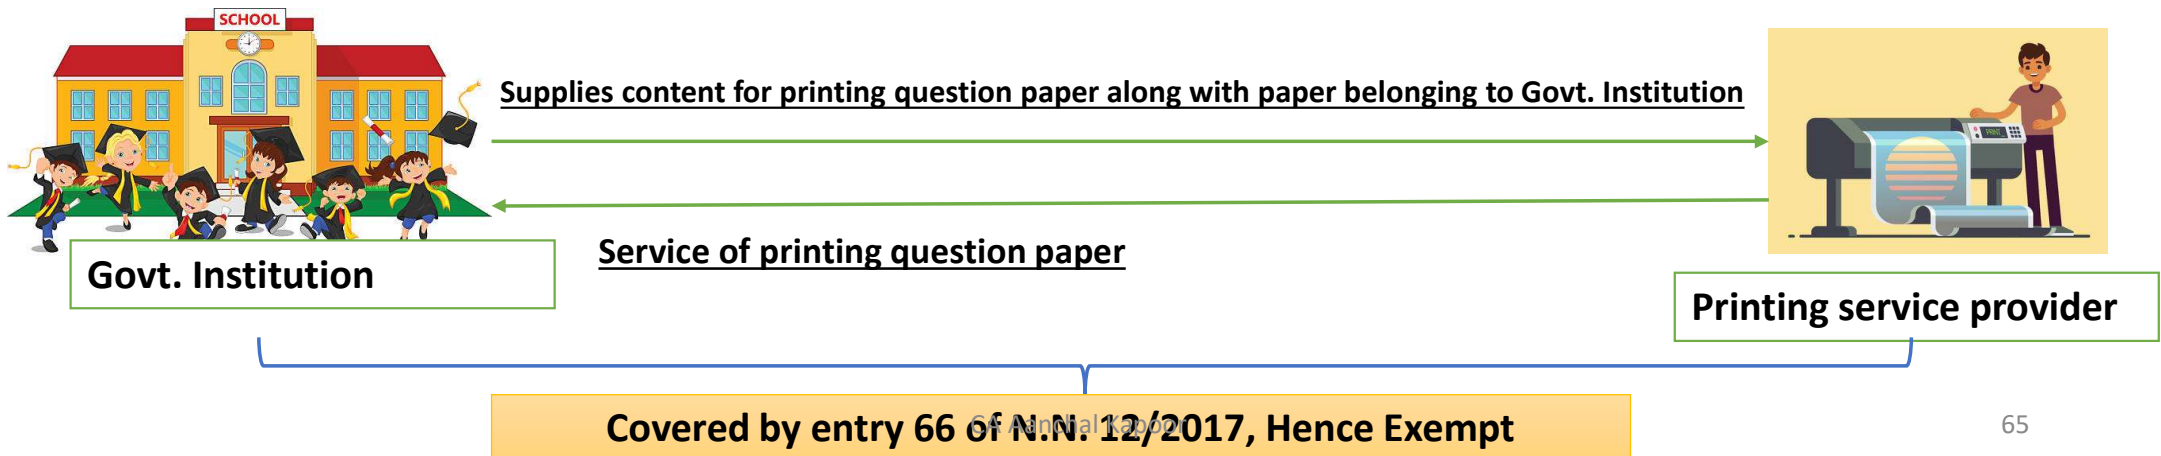 SCHOOL
Supplies content for printing question paper along with paper belonging to Govt. Institution
PRINT
Service of printing question paper
Govt. Institution
Printing service provider
Covered by entry 66 of N.N. 12/2017, Hence Exempt
CA Aanchal Kapoor
65